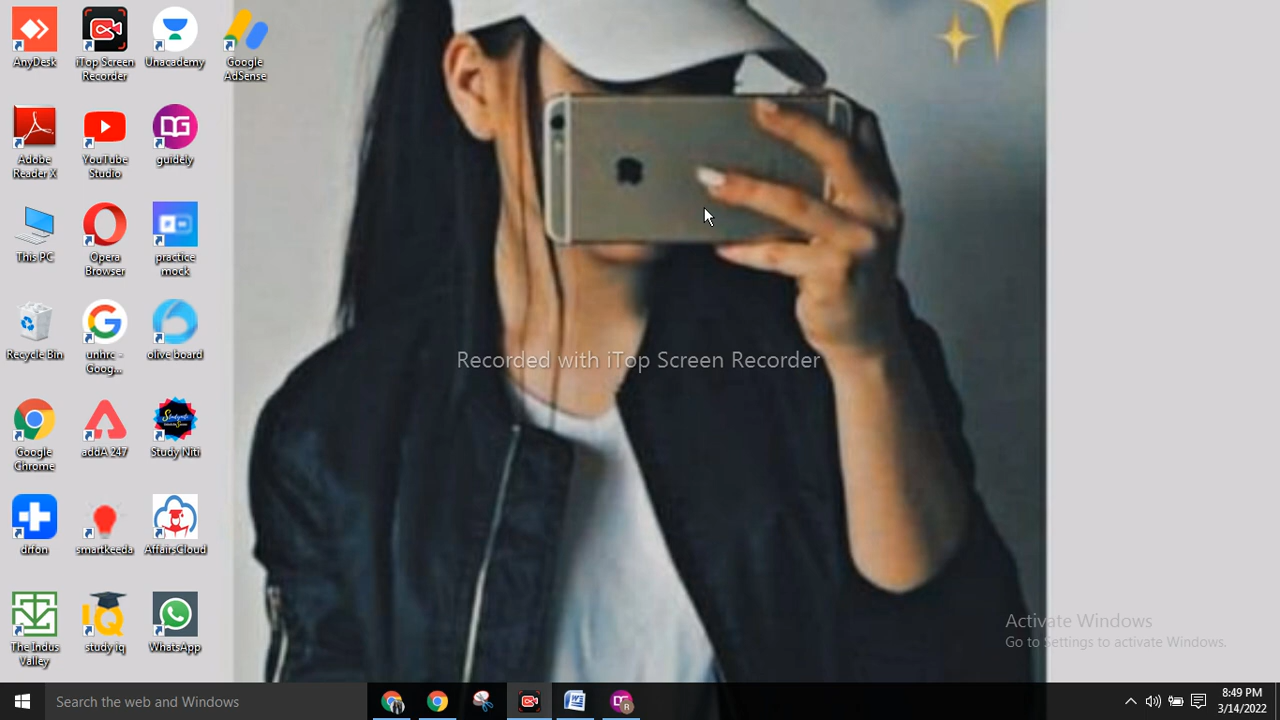 AnyDesk
iTop Screen
Recorder
Unacademy
Google
AdSense
Adobe
Reader X
YouTube
Studio
guidely
This PC
Opera
Browser
practice
mock
Recycle Bin
unhrc -
Goog...
olive board
Google
Chrome
addA 247
Study Niti
drfon
smartkeeda
AffairsCloud
The Indus
Valley
study iq
WhatsApp
Recorded with iTop Screen Recorder
Activate Windows
Go to Settings to activate Windows.
Search the web and Windows
8:49 PM
3/14/2022